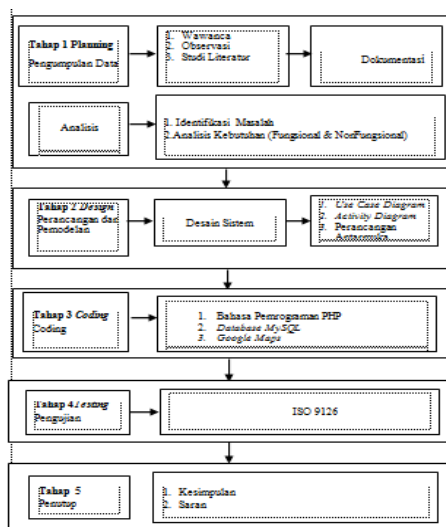 Tahap 1 Planning
Pengumpulan Data
1. Wawanca
2. Observasi
3. Studi Literatur
Dokumentasi
Analisis
1. Identifikasi Masalah
2.Analisis Kebutuhan (Fungsional & NonFungsional)
Tahap 2 Design
Perancangan dan
Pemodelan
Desain Sistem
1. Use Case Diagram
2. Activity Diagram
3. Perancangan
Antarmuka
Tahap 3 Coding
Coding
1. Bahasa Pemrograman PHP
2. Database MySQL
3. Google Maps
Tahap 4 Testing
Pengujian
ISO 9126
Tahap 5
Penutup
1. Kesimpulan
2. Saran